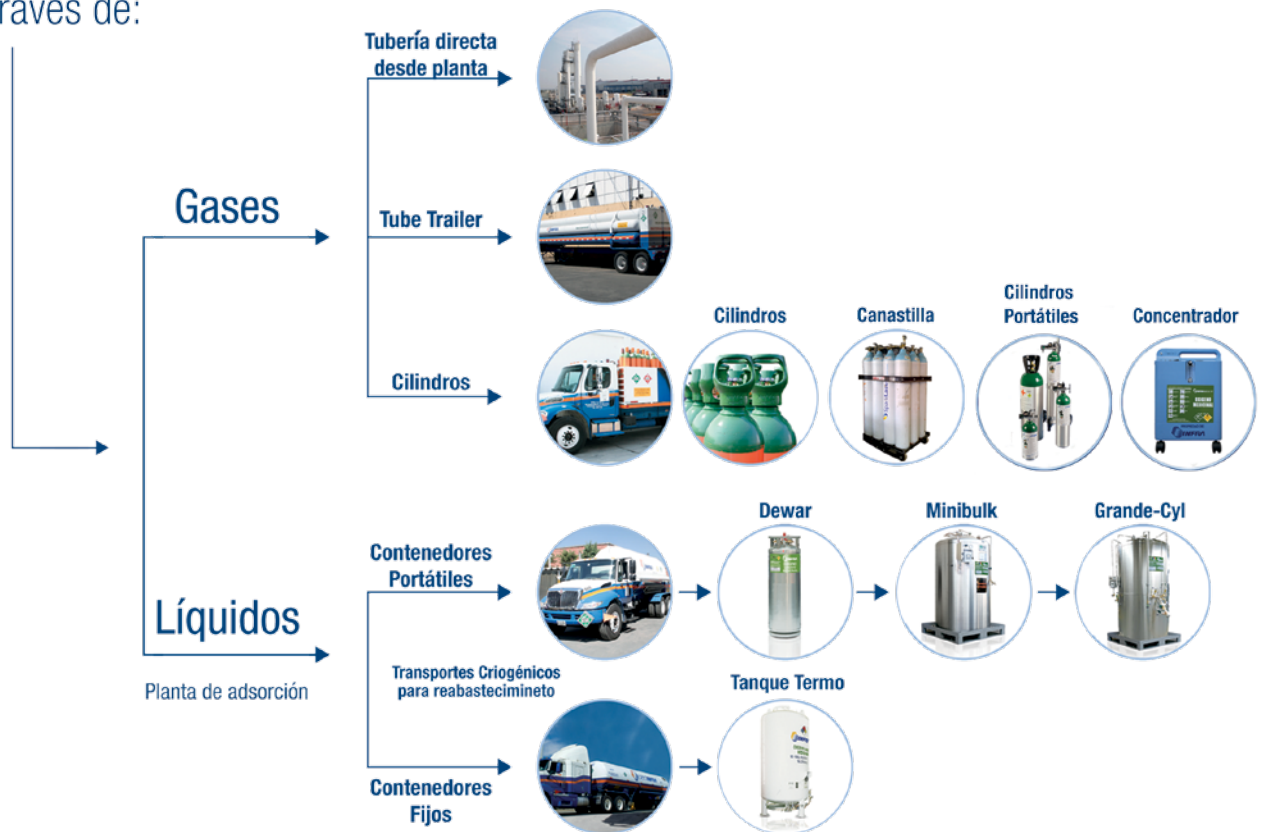 raves de:
Tubería directa
desde planta
Gases
Tube Trailer
Cilindros
Cilindros
Canastilla
Cilindros
Portátiles
Concentrador
Líquidos
Planta de adsorción
Contenedores
Portátiles
Dewar
Minibulk
Grande-Cyl
Transportes Criogénicos
para reabastecimineto
Contenedores
Fijos
Tanque Termo